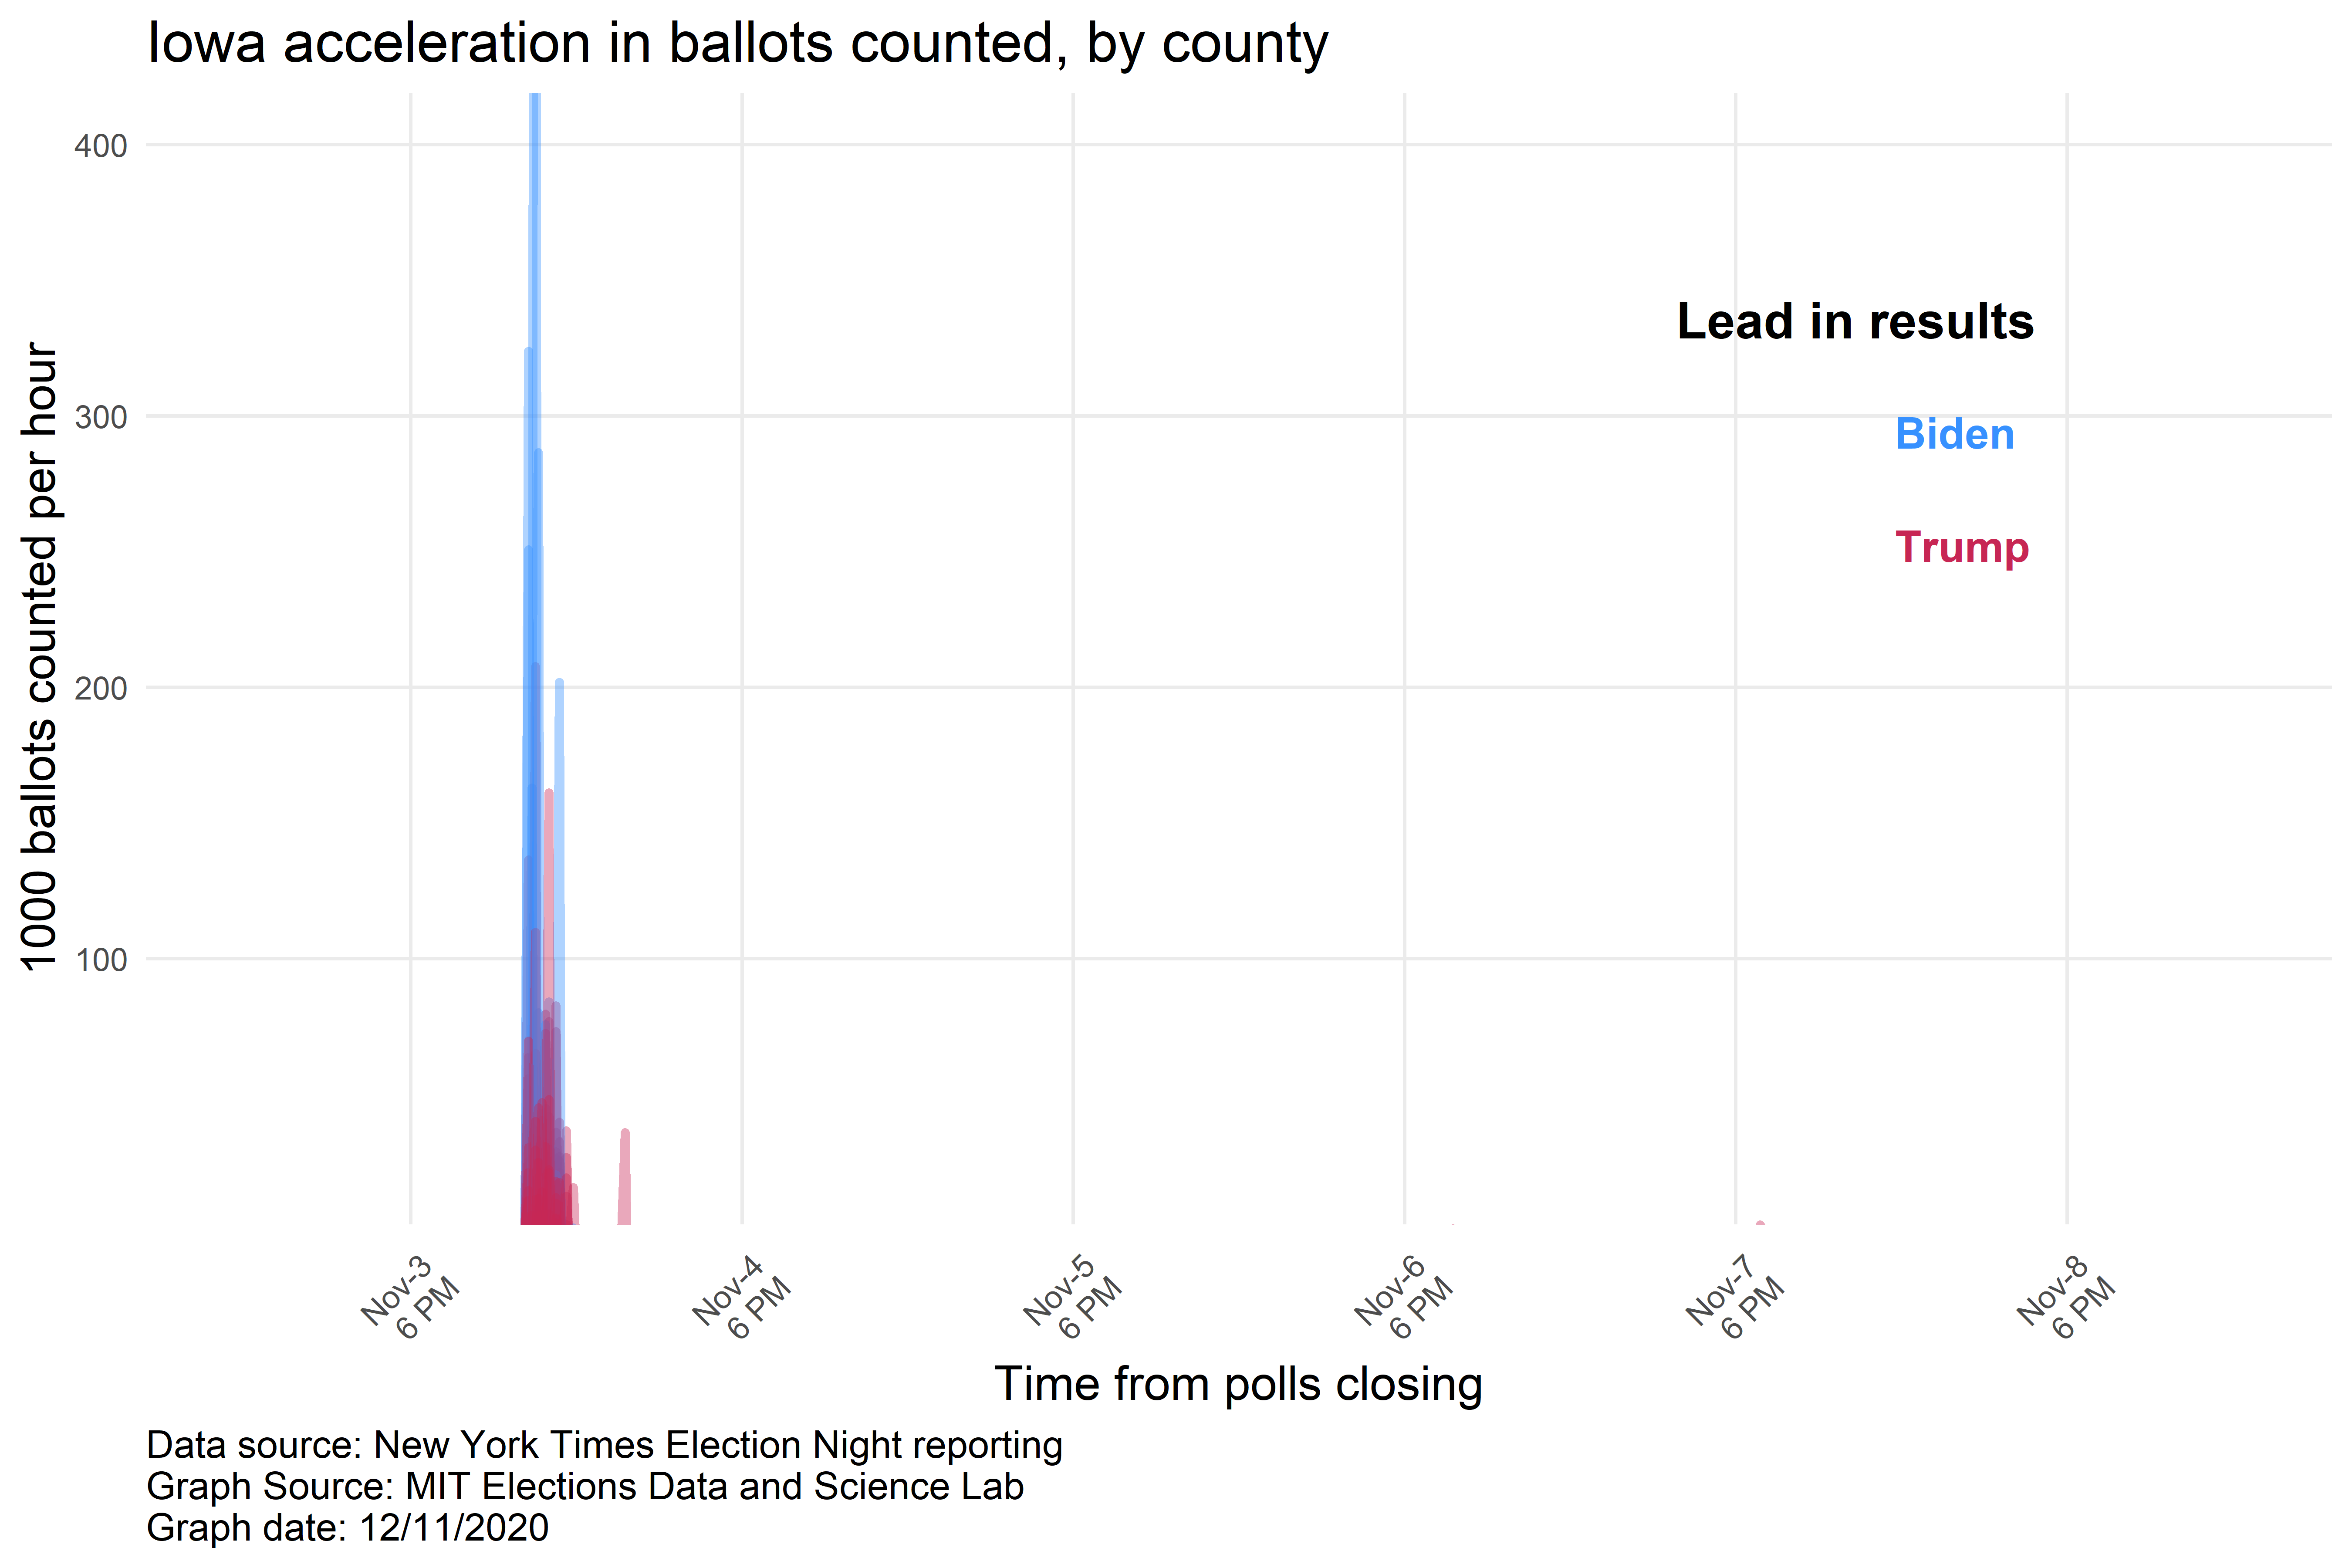 Iowa acceleration in ballots counted, by county
1000 ballots counted per hour
400
300
200
100
Lead in results
Biden
Trump
Nov-3
6 PM
Nov-4
6 PM
Nov-5
6 PM
Nov-6
6 PM
Nov-7
6 PM
Nov-8
6 PM
Time from polls closing
Data source: New York Times Election Night reporting
Graph Source: MIT Elections Data and Science Lab
Graph date: 12/11/2020